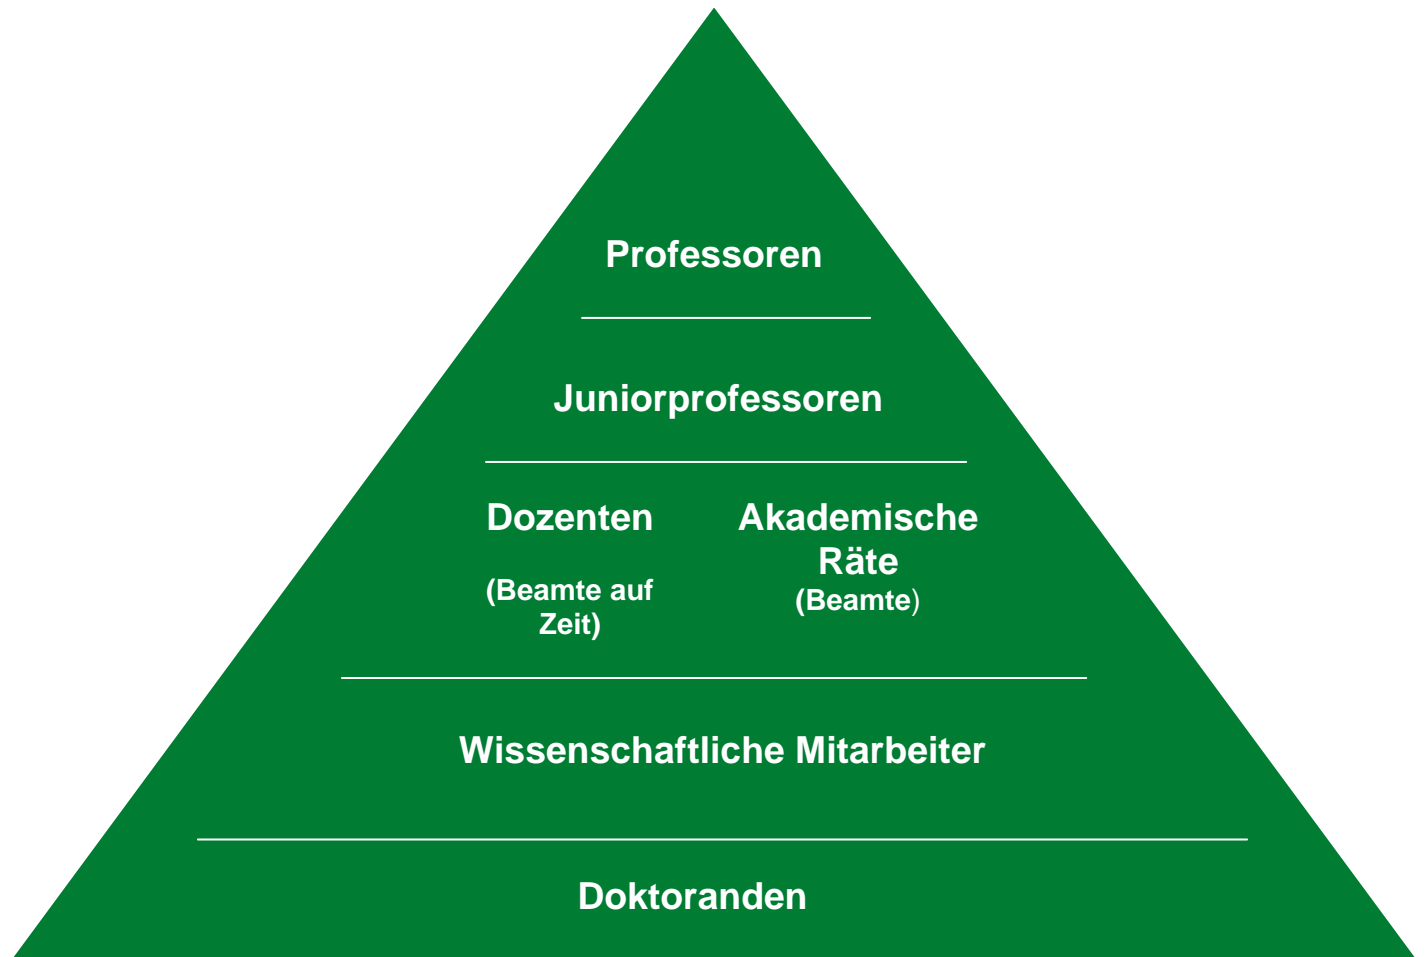 Professoren
Juniorprofessoren
Dozenten
(Beamte auf
Zeit)
Akademische
Räte
(Beamte)
Wissenschaftliche Mitarbeiter
Doktoranden